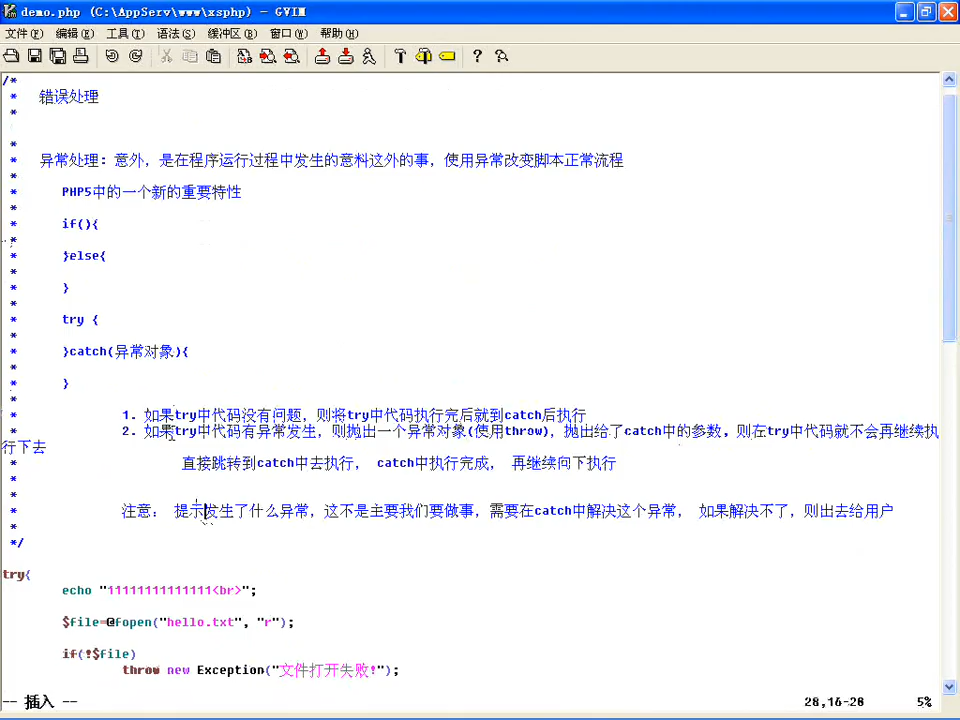 demo.php (C:\AppServ\www\xsphp) - GVIM
文件(F) 编辑(E) 工具(T) 语法(S) 缓冲区(B) 窗口(W) 帮助(H)
/*
* 错误处理
*
*
* 异常处理：意外，是在程序运行过程中发生的意料这外的事，使用异常改变脚本正常流程
*
* PHP5中的一个新的重要特性
*
* if(){
*
* }else{
*
* }
*
* try {
*
* }catch(异常对象){
*
* }
*
* 1. 如果try中代码没有问题，则将try中代码执行完后就到catch后执行
* 2. 如果try中代码有异常发生，则抛出一个异常对象(使用throw)，抛出给了catch中的参数，则在try中代码就不会再继续执
行下去
* 直接跳转到catch中去执行， catch中执行完成， 再继续向下执行
*
*
* 注意： 提示发生了什么异常，这不是主要我们要做事，需要在catch中解决这个异常， 如果解决不了，则出去给用户
*
*/
try{
echo "11111111111111<br>";
$file=@fopen("hello.txt", "r");
if(!$file)
throw new Exception("文件打开失败!");
-- 插入 -- 28,16-28 5%